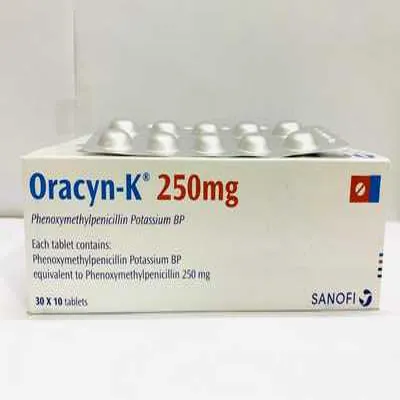 Oracyn-K® 250mg
Phenoxymethylpenicillin Potassium BP
Each tablet contains:
Phenoxymethylpenicillin Potassium BP
equivalent to Phenoxymethylpenicillin 250 mg
30 X 10 tablets
SANOFI